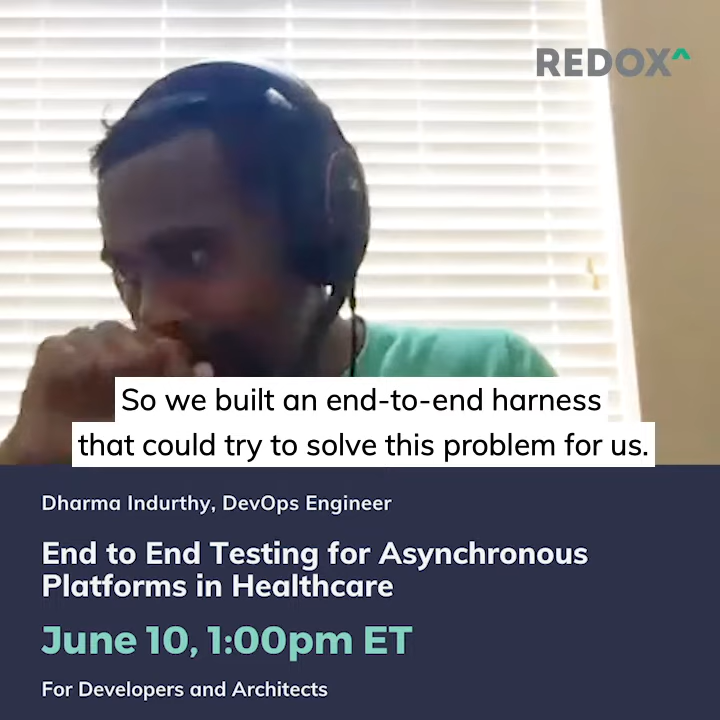 REDOX^
So we built an end-to-end harness
that could try to solve this problem for us.
Dharma Indurthy, DevOps Engineer
End to End Testing for Asynchronous
Platforms in Healthcare
June 10, 1:00pm ET
For Developers and Architects